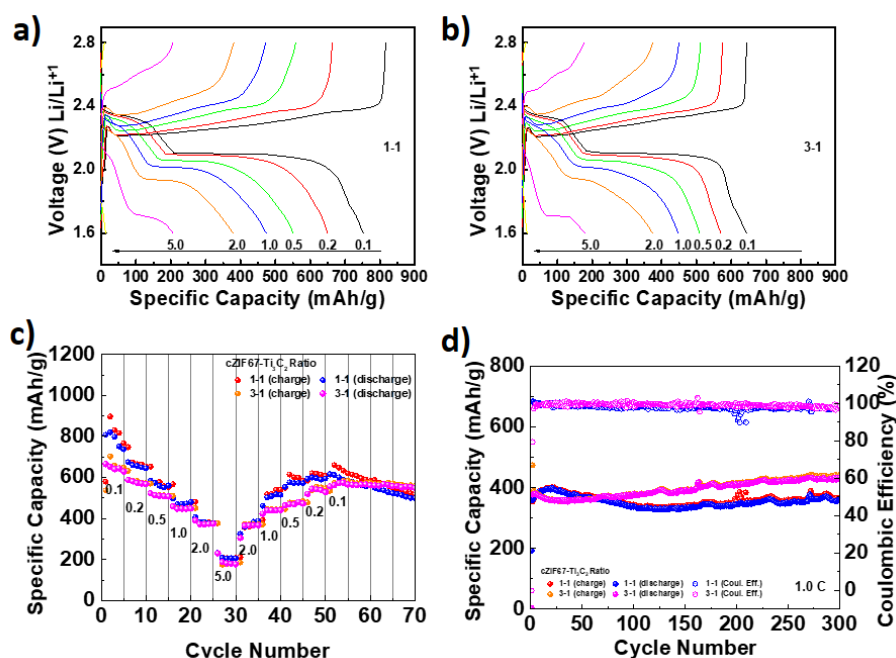 a)
Voltage (V) Li/Li⁺¹
2.8
2.4
2.0
1.6
1-1
5.0 2.0 1.0 0.5 0.2 0.1
0 100 200 300 400 500 600 700 800 900
Specific Capacity (mAh/g)
b)
Voltage (V) Li/Li⁺¹
2.8
2.4
2.0
1.6
3-1
5.0 2.0 1.0 0.5 0.2 0.1
0 100 200 300 400 500 600 700 800 900
Specific Capacity (mAh/g)
c)
Specific Capacity (mAh/g)
1200
1000
800
600
400
200
0
cZIF67-Ti₃C₂ Ratio
1-1 (charge) 1-1 (discharge)
3-1 (charge) 3-1 (discharge)
0.1 0.2 0.5 1.0 2.0 5.0 2.0 1.0 0.5 0.2 0.1
0 10 20 30 40 50 60 70
Cycle Number
d)
Specific Capacity (mAh/g)
800
600
400
200
0
120
100
80
60
40
20
0
Coulombic Efficiency (%)
cZIF67-Ti₃C₂ Ratio
1-1 (charge) 1-1 (discharge) 1-1 (Coul. Eff.)
3-1 (charge) 3-1 (discharge) 3-1 (Coul. Eff.)
1.0 C
0 50 100 150 200 250 300
Cycle Number